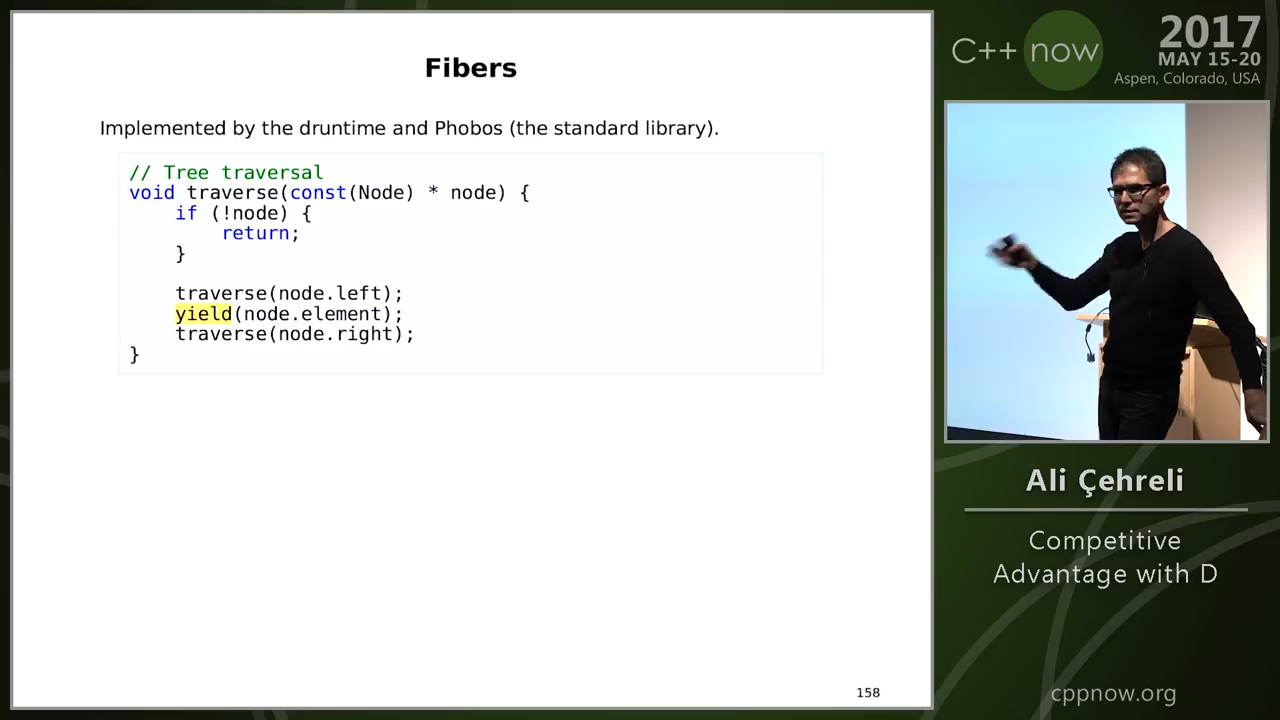 Fibers
Implemented by the druntime and Phobos (the standard library).
// Tree traversal
void traverse(const(Node) * node) {
    if (!node) {
        return;
    }
    traverse(node.left);
    yield(node.element);
    traverse(node.right);
}
158
C++ now
2017
MAY 15-20
Aspen, Colorado, USA
Ali Çehreli
Competitive
Advantage with D
cppnow.org